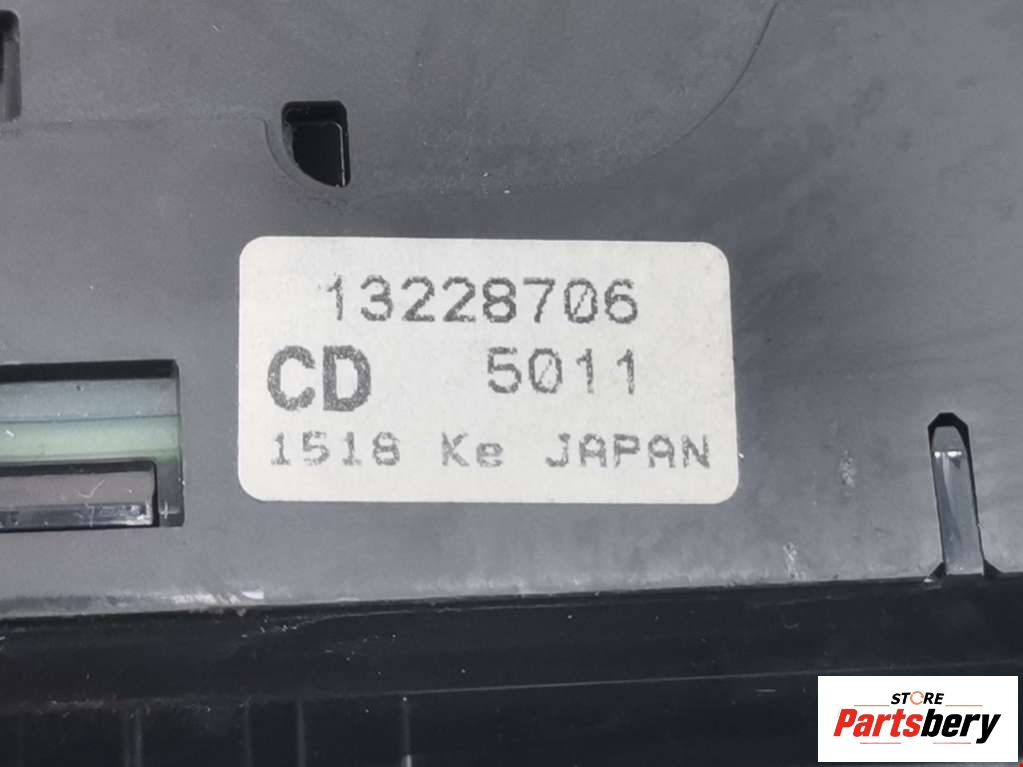 13228706
CD 5011
1518 Ke JAPAN
STORE
Partsbery